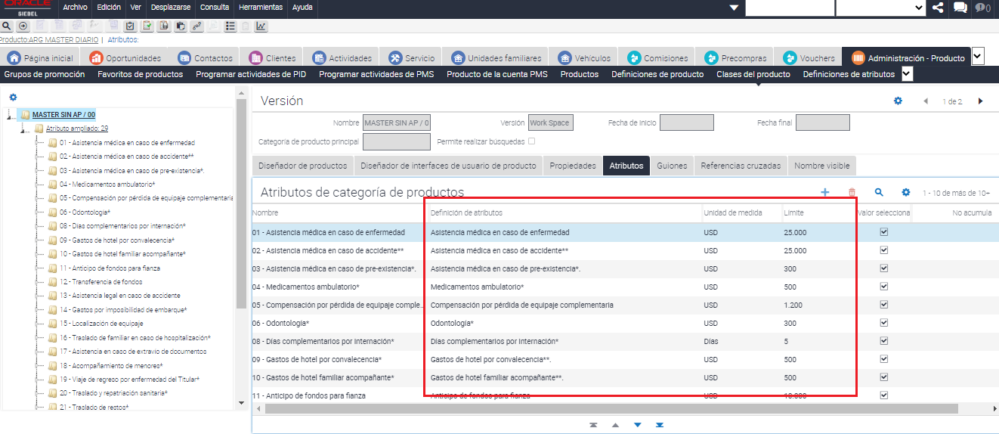 ORACLE
SIEBEL
Archivo Edición Ver Desplazarse Consulta Herramientas Ayuda
0
Producto:ARG MASTER DIARIO | Atributos:
Página inicial Oportunidades Contactos Clientes Actividades Servicio Unidades familiares Vehículos Comisiones Precompras Vouchers Administración - Producto
Grupos de promoción Favoritos de productos Programar actividades de PID Programar actividades de PMS Producto de la cuenta PMS Productos Definiciones de producto Clases del producto Definiciones de atributos
MASTER SIN AP / 00
Atributo ampliado: 29
01 - Asistencia médica en caso de enfermedad
02 - Asistencia médica en caso de accidente**
03 - Asistencia médica en caso de pre-existencia*.
04 - Medicamentos ambulatorio*
05 - Compensación por pérdida de equipaje complementaria
06 - Odontología*
08 - Días complementarios por internación*
09 - Gastos de hotel por convalecencia*
10 - Gastos de hotel familiar acompañante*
11 - Anticipo de fondos para fianza
12 - Transferencia de fondos
13 - Asistencia legal en caso de accidente
14 - Gastos por imposibilidad de embarque*
15 - Localización de equipaje
16 - Traslado de familiar en caso de hospitalización*
17 - Asistencia en caso de extravio de documentos
18 - Acompañamiento de menores*
19 - Viaje de regreso por enfermedad del Titular*
20 - Traslado y repatriación sanitaria*
21 - Traslado de restos*
Versión
1 de 2
Nombre MASTER SIN AP / 0 Versión Work Space Fecha de inicio Fecha final
Categoría de producto principal Permite realizar búsquedas
Diseñador de productos Diseñador de interfaces de usuario de producto Propiedades Atributos Guiones Referencias cruzadas Nombre visible
Atributos de categoría de productos
1 - 10 de más de 10+
Nombre Definición de atributos Unidad de medida Limite Valor selecciona No acumula
01 - Asistencia médica en caso de enfermedad Asistencia médica en caso de enfermedad USD 25.000
02 - Asistencia médica en caso de accidente** Asistencia médica en caso de accidente** USD 25.000
03 - Asistencia médica en caso de pre-existencia*. Asistencia médica en caso de pre-existencia*. USD 300
04 - Medicamentos ambulatorio* Medicamentos ambulatorio* USD 500
05 - Compensación por pérdida de equipaje comple... Compensación por pérdida de equipaje complementaria USD 1.200
06 - Odontología* Odontología* USD 300
08 - Días complementarios por internación* Días complementarios por internación* Días 5
09 - Gastos de hotel por convalecencia* Gastos de hotel por convalecencia**. USD 500
10 - Gastos de hotel familiar acompañante* Gastos de hotel familiar acompañante**. USD 500
11 - Anticipo de fondos para fianza Anticipo de fondos para fianza USD 10.000